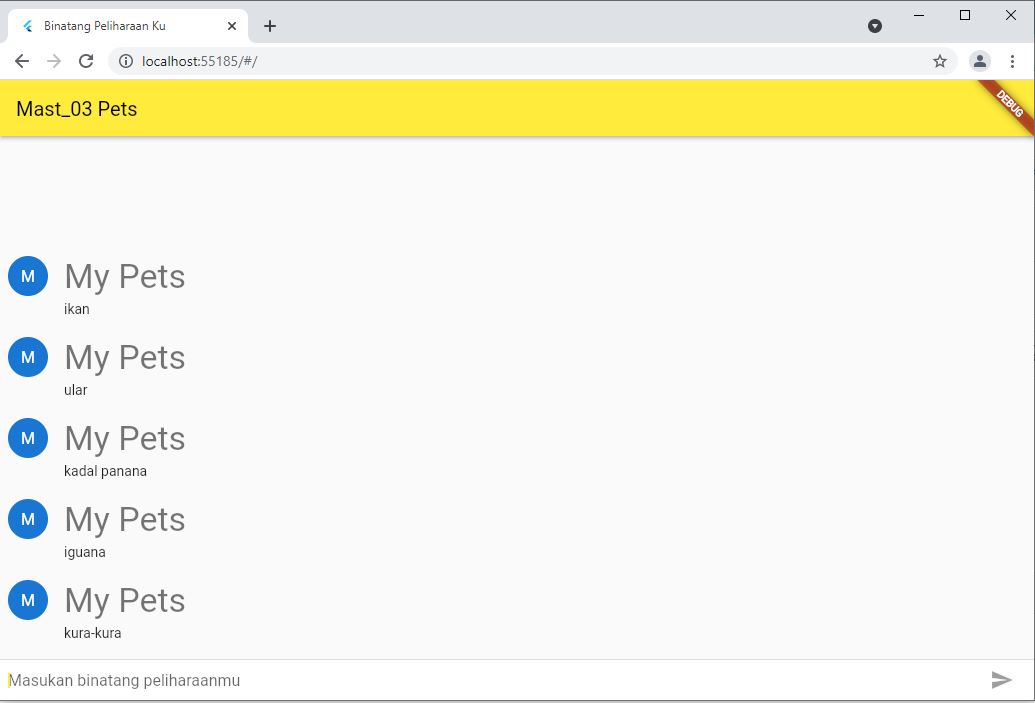 Binatang Peliharaan Ku
localhost:55185/#/
Mast_03 Pets
DEBUG
M
My Pets
ikan
M
My Pets
ular
M
My Pets
kadal panana
M
My Pets
iguana
M
My Pets
kura-kura
Masukan binatang peliharaanmu